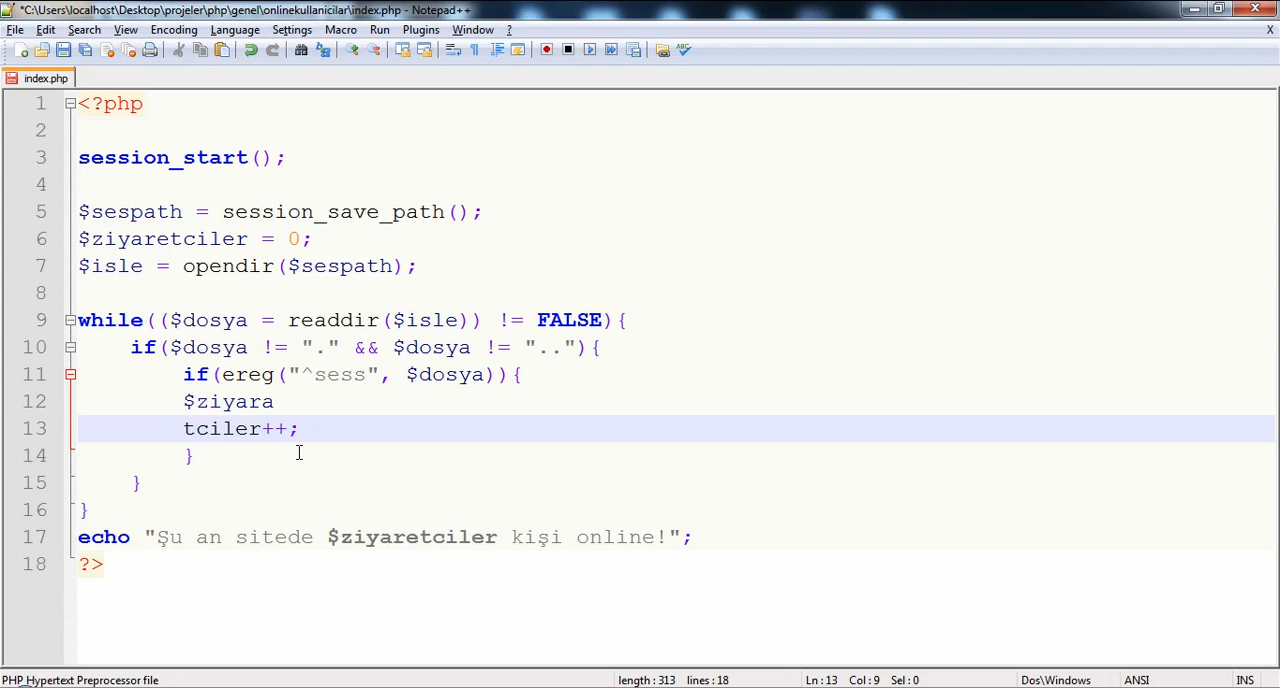 *C:\Users\localhost\Desktop\projeler\php\genel\onlinekullanicilar\index.php - Notepad++
File Edit Search View Encoding Language Settings Macro Run Plugins Window ? X
index.php
1 <?php
2
3 session_start();
4
5 $sespath = session_save_path();
6 $ziyaretciler = 0;
7 $isle = opendir($sespath);
8
9 while(($dosya = readdir($isle)) != FALSE){
10 if($dosya != "." && $dosya != ".."){
11 if(ereg("^sess", $dosya)){
12 $ziyara
13 tciler++;
14 }
15 }
16 }
17 echo "Şu an sitede $ziyaretciler kişi online!";
18 ?>
PHP Hypertext Preprocessor file length : 313 lines : 18 Ln : 13 Col : 9 Sel : 0 Dos\Windows ANSI INS